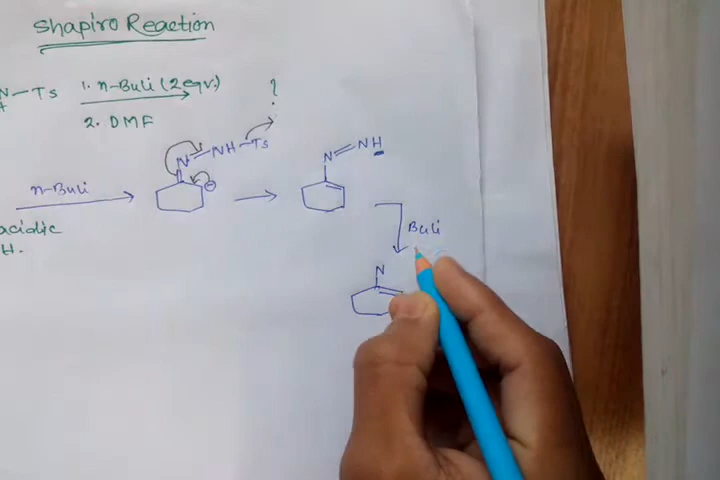 Shapiro Reaction
N-Ts 1. n-BuLi (2eqv.) ?
H 2. DMF
N NH-Ts N=NH
n-BuLi ⊖
acidic BuLi
H.
N